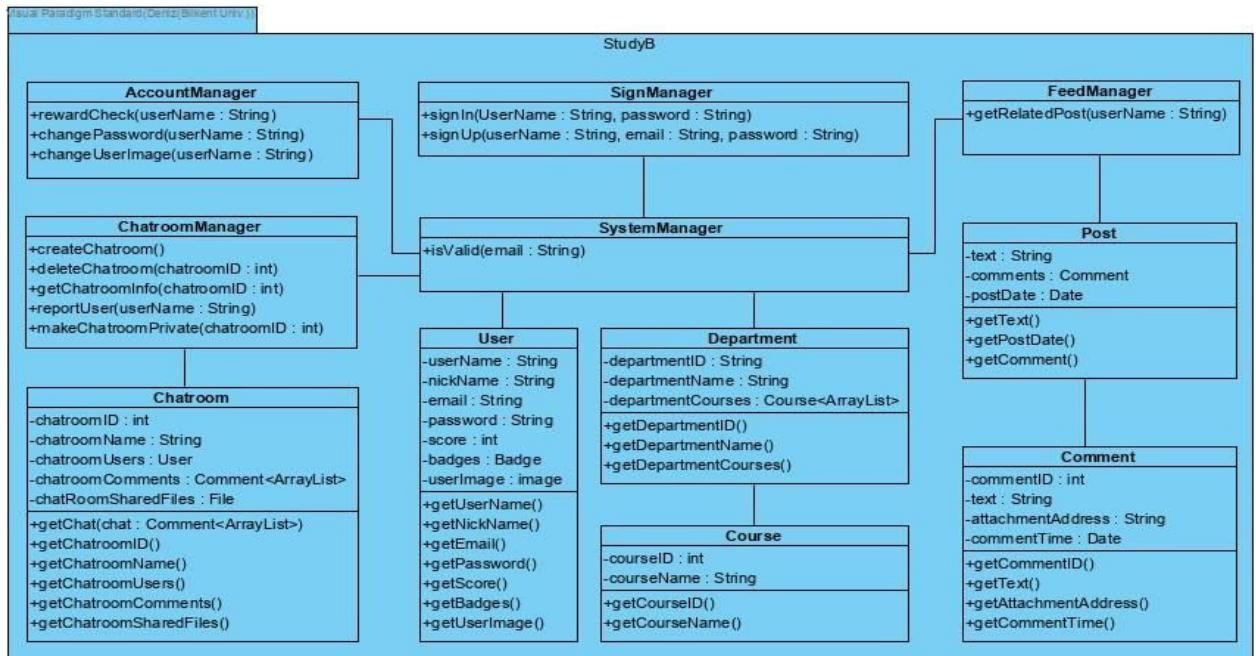 Visual Paradigm Standard(Deniz(Bilkent Univ.))
StudyB
AccountManager
+rewardCheck(userName : String)
+changePassword(userName : String)
+changeUserImage(userName : String)
SignManager
+signIn(UserName : String, password : String)
+signUp(userName : String, email : String, password : String)
FeedManager
+getRelatedPost(userName : String)
ChatroomManager
+createChatroom()
+deleteChatroom(chatroomID : int)
+getChatroomInfo(chatroomID : int)
+reportUser(userName : String)
+makeChatroomPrivate(chatroomID : int)
SystemManager
+isValid(email : String)
Post
-text : String
-comments : Comment
-postDate : Date
+getText()
+getPostDate()
+getComment()
Chatroom
-chatroomID : int
-chatroomName : String
-chatroomUsers : User
-chatroomComments : Comment<ArrayList>
-chatRoomSharedFiles : File
+getChat(chat : Comment<ArrayList>)
+getChatroomID()
+getChatroomName()
+getChatroomUsers()
+getChatroomComments()
+getChatroomSharedFiles()
User
-userName : String
-nickName : String
-email : String
-password : String
-score : int
-badges : Badge
-userImage : image
+getUserName()
+getNickName()
+getEmail()
+getPassword()
+getScore()
+getBadges()
+getUserImage()
Department
-departmentID : String
-departmentName : String
-departmentCourses : Course<ArrayList>
+getDepartmentID()
+getDepartmentName()
+getDepartmentCourses()
Course
-courseID : int
-courseName : String
+getCourseID()
+getCourseName()
Comment
-commentID : int
-text : String
-attachmentAddress : String
-commentTime : Date
+getCommentID()
+getText()
+getAttachmentAddress()
+getCommentTime()